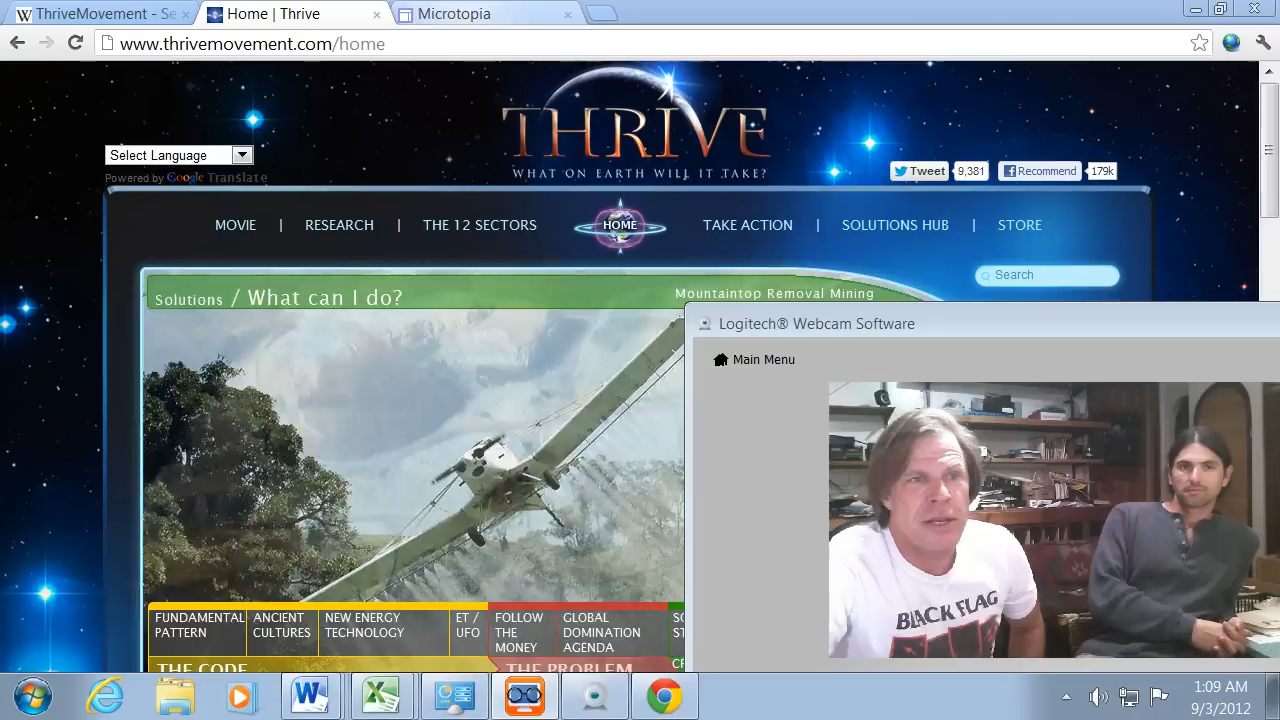 ThriveMovement - Se
Home | Thrive
Microtopia
www.thrivemovement.com/home
THRIVE
WHAT ON EARTH WILL IT TAKE?
Select Language
Powered by Google Translate
Tweet 9,381 Recommend 179k
MOVIE | RESEARCH | THE 12 SECTORS HOME TAKE ACTION | SOLUTIONS HUB | STORE
Search
Solutions / What can I do?
Mountaintop Removal Mining
Logitech® Webcam Software
Main Menu
BLACK FLAG
FUNDAMENTAL PATTERN
ANCIENT CULTURES
NEW ENERGY TECHNOLOGY
ET / UFO
FOLLOW THE MONEY
GLOBAL DOMINATION AGENDA
THE CODE
THE PROBLEM
1:09 AM
9/3/2012